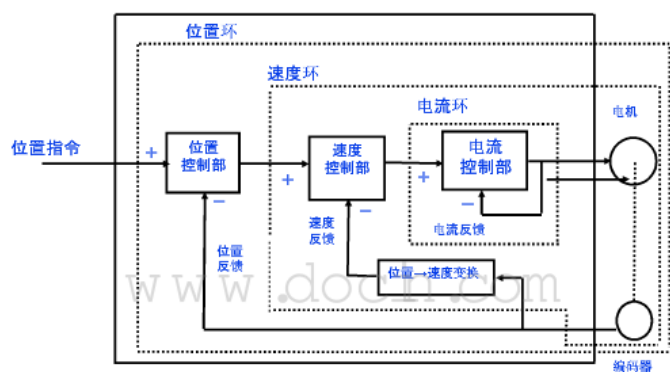 位置环
速度环
电流环
电机
位置指令
+
位置
控制部
－
+
速度
控制部
－
+
电流
控制部
－
电流反馈
速度
反馈
位置
反馈
位置→速度变换
www.doch.com
编码器